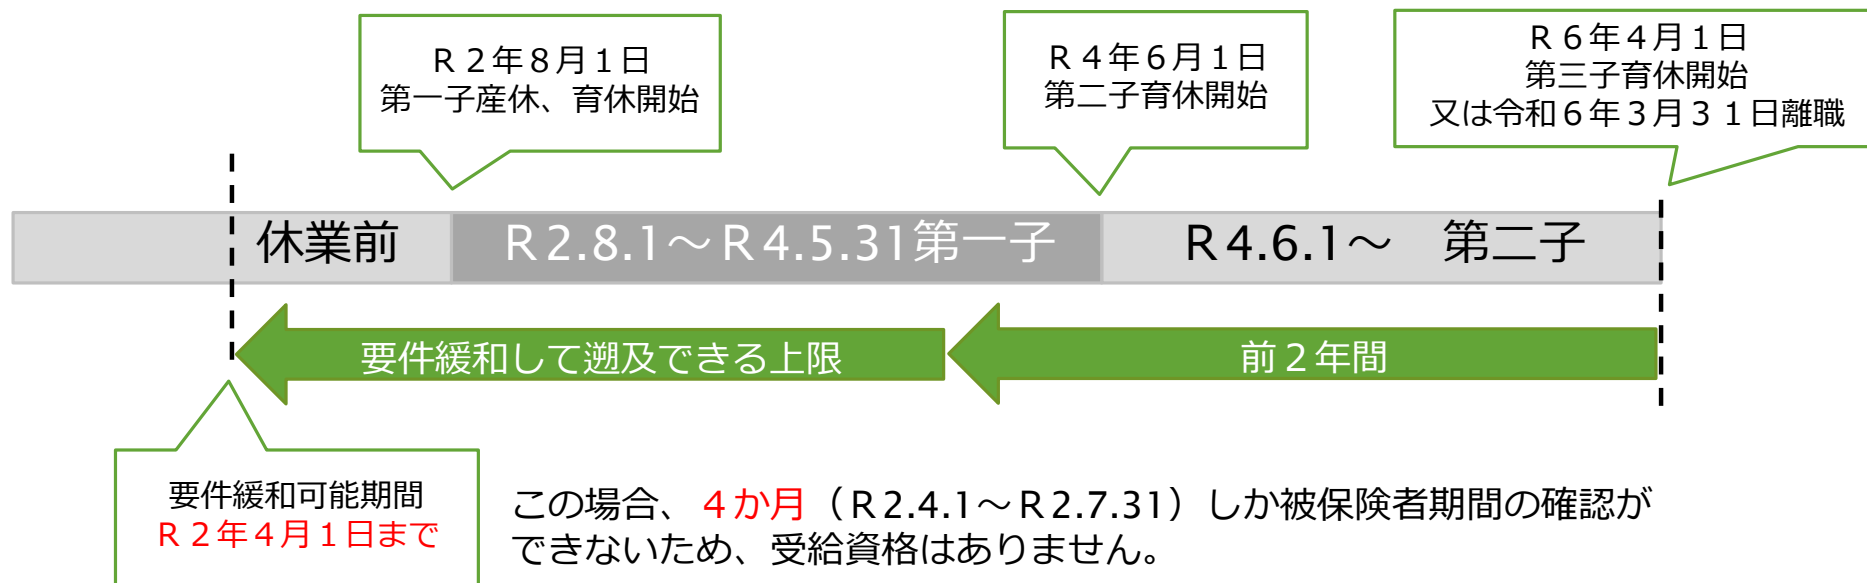 Ｒ２年８月１日
第一子産休、育休開始
Ｒ４年６月１日
第二子育休開始
Ｒ６年４月１日
第三子育休開始
又は令和６年３月３１日離職
休業前
Ｒ2.8.1～Ｒ4.5.31第一子
Ｒ4.6.1～　第二子
要件緩和して遡及できる上限
前２年間
要件緩和可能期間
Ｒ２年４月１日まで
この場合、４か月（Ｒ2.4.1～Ｒ2.7.31）しか被保険者期間の確認が
できないため、受給資格はありません。